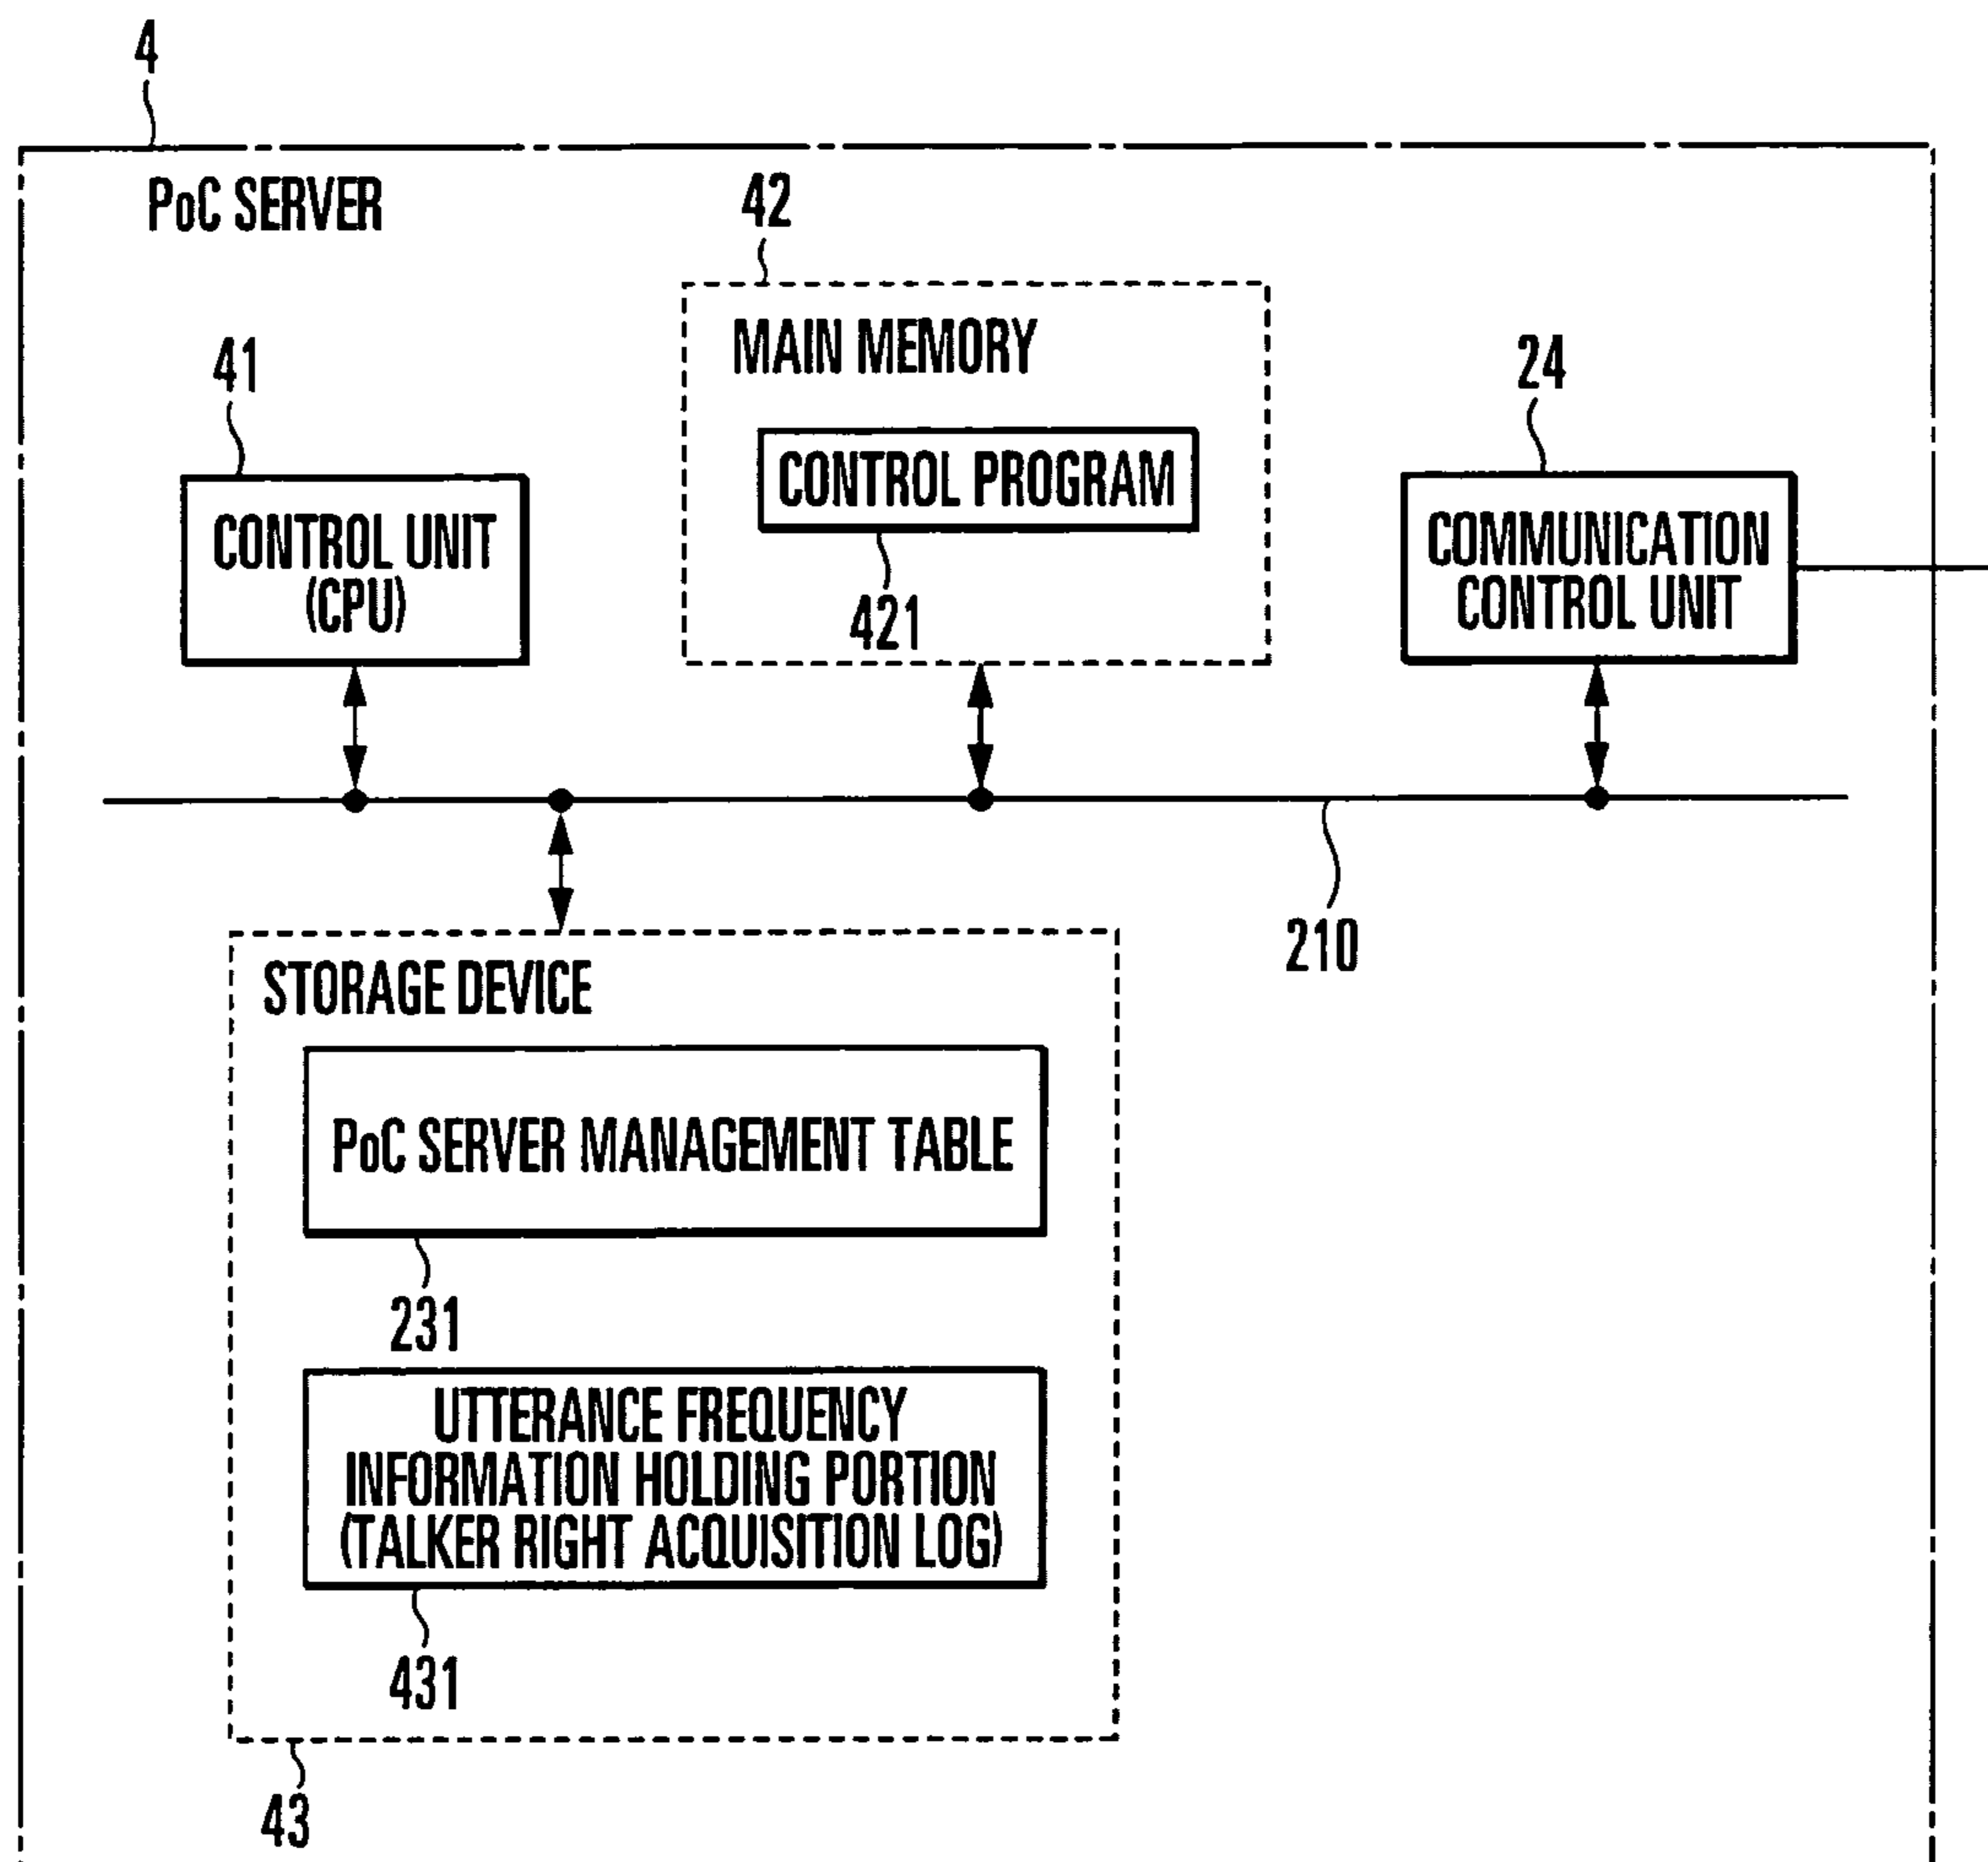 4
PoC SERVER
42
MAIN MEMORY
41
24
CONTROL PROGRAM
CONTROL UNIT
(CPU)
COMMUNICATION
CONTROL UNIT
421
210
STORAGE DEVICE
PoC SERVER MANAGEMENT TABLE
231
UTTERANCE FREQUENCY
INFORMATION HOLDING PORTION
(TALKER RIGHT ACQUISITION LOG)
431
43